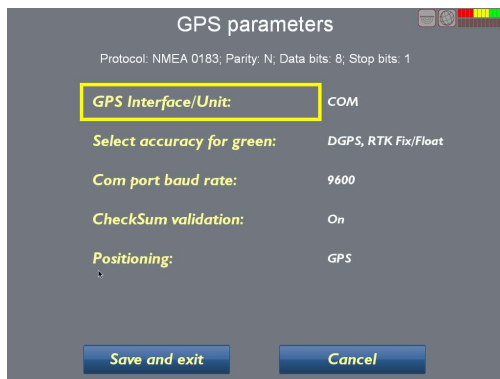 GPS parameters
Protocol: NMEA 0183; Parity: N; Data bits: 8; Stop bits: 1
GPS Interface/Unit: COM
Select accuracy for green: DGPS, RTK Fix/Float
Com port baud rate: 9600
CheckSum validation: On
Positioning: GPS
Save and exit Cancel